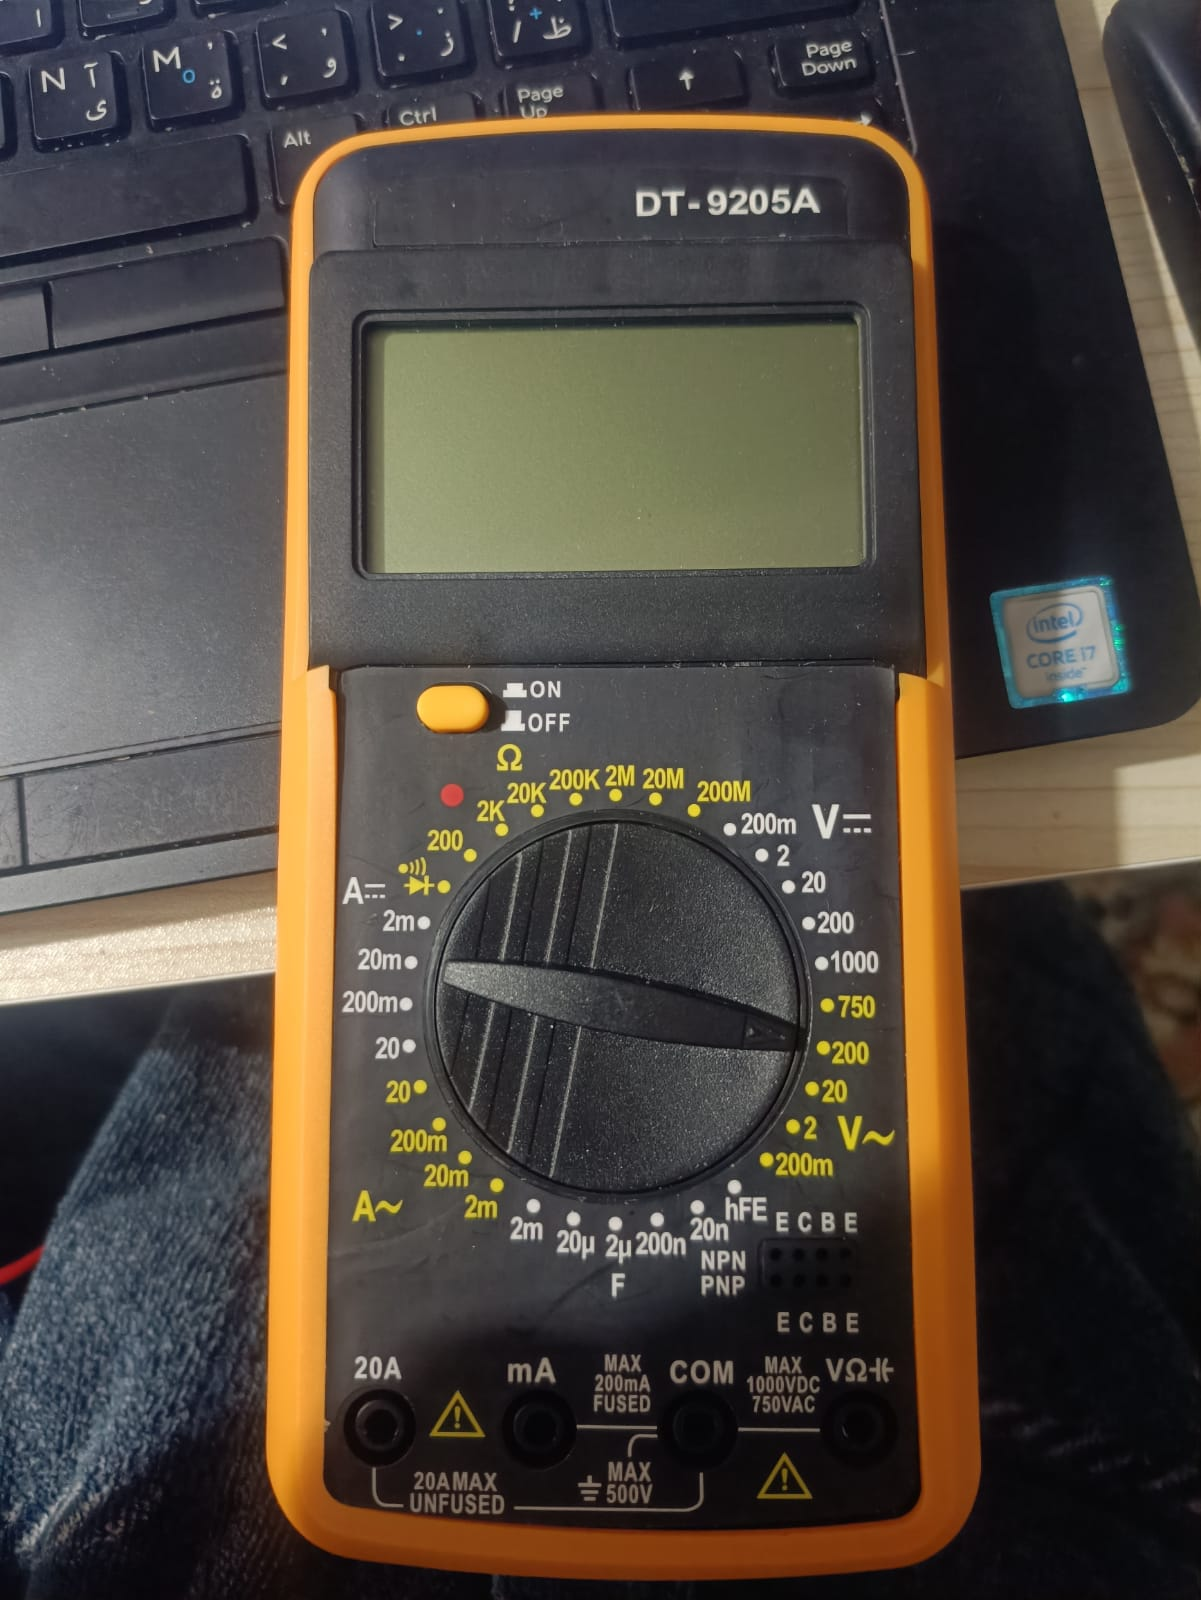 N آ ى
M ة
< و
> ز
/ ظ
Page Down
Page Up
Ctrl
Alt
DT-9205A
intel
CORE i7
inside™
ON
OFF
Ω
200K 2M 20M
2K 20K 200M
200
200m V⎓
2
A⎓ 20
2m 200
20m 1000
200m 750
20 200
20 20
200m 2 V~
20m 200m
A~ 2m
2m 20µ 2µ 200n 20n hFE
F
E C B E
NPN
PNP
E C B E
20A
mA
MAX
200mA
FUSED
COM
MAX
1000VDC
750VAC
VΩ
20A MAX
UNFUSED
MAX
500V